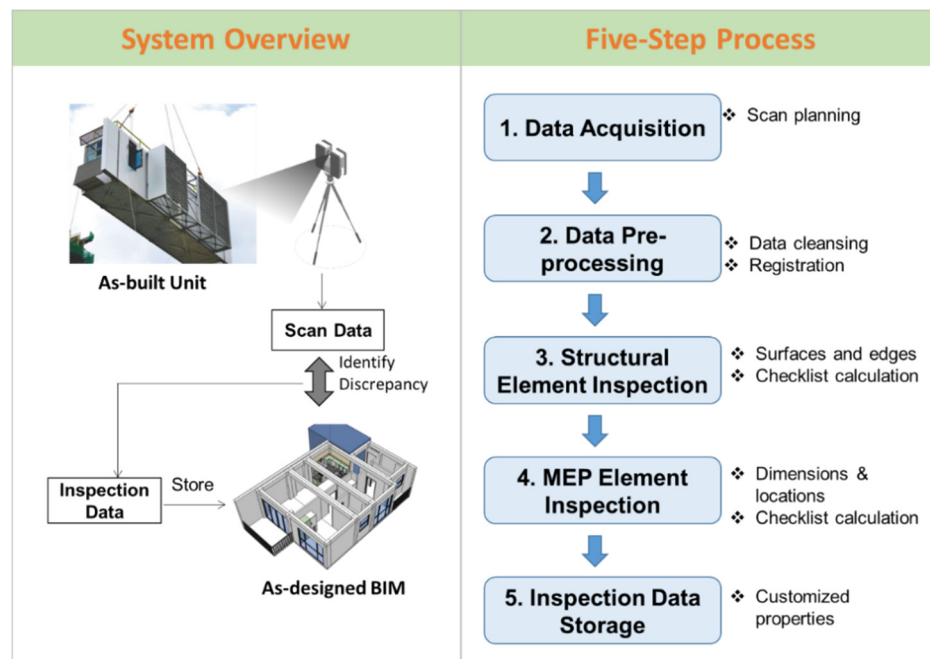 System Overview
As-built Unit
Scan Data
Identify
Discrepancy
Inspection
Data
Store
As-designed BIM
Five-Step Process
1. Data Acquisition
❖ Scan planning
2. Data Pre-
processing
❖ Data cleansing
❖ Registration
3. Structural
Element Inspection
❖ Surfaces and edges
❖ Checklist calculation
4. MEP Element
Inspection
❖ Dimensions &
locations
❖ Checklist calculation
5. Inspection Data
Storage
❖ Customized
properties